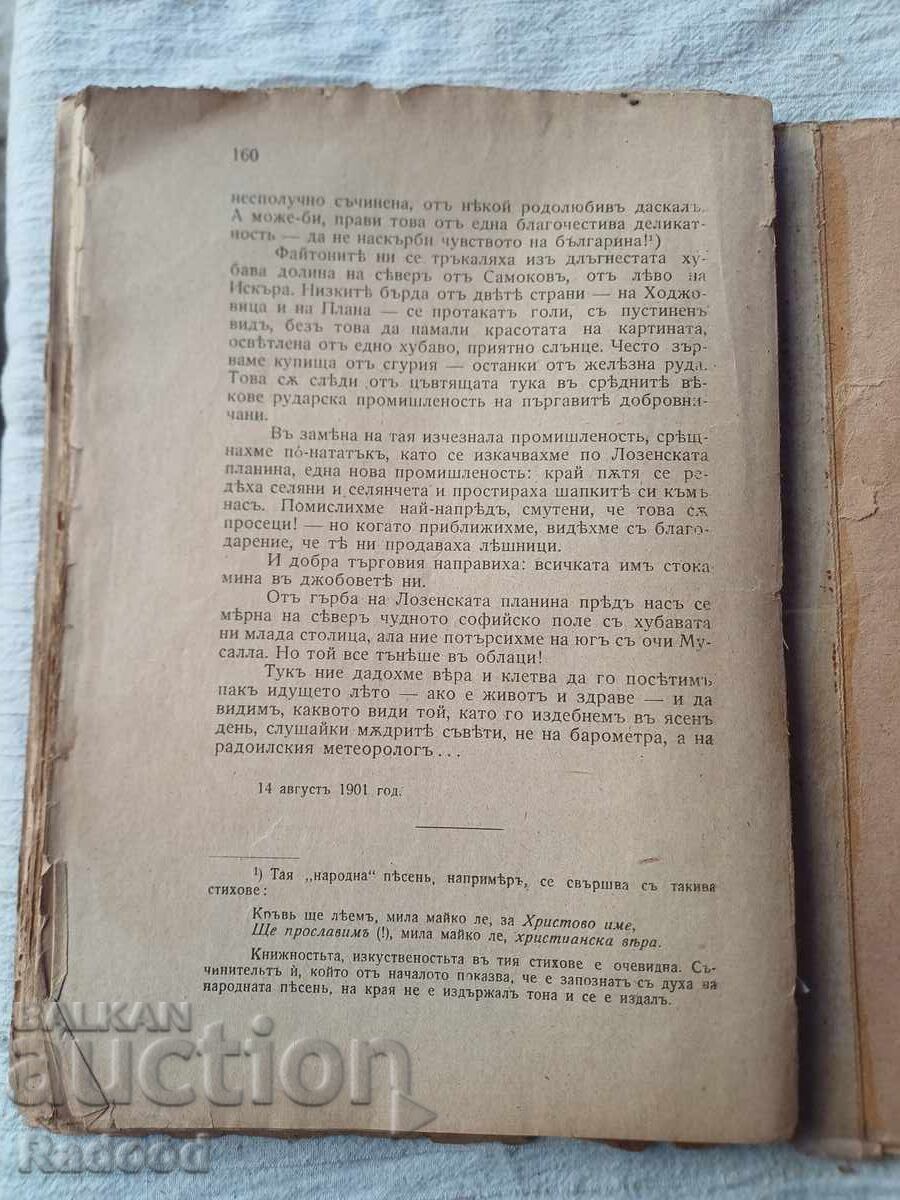 160
несполучно съчинена, отъ нѣкой родолюбивъ даскалъ.
А може-би, прави това отъ една благочестива деликат-
ность — да не наскърби чувството на българина!¹)
Файтонитѣ ни се тръкаляха изъ длъгнестата ху-
бава долина на сѣверъ отъ Самоковъ, отъ лѣво на
Искъра. Низкитѣ бърда отъ двѣтѣ страни — на Ходжо-
вица и на Плана — се протакатъ голи, съ пустиненъ
видъ, безъ това да намали красотата на картината,
освѣтлена отъ едно хубаво, приятно слънце. Често зър-
ваме купища отъ сгурия — останки отъ желѣзна руда.
Това сѫ слѣди отъ цъвтящата тука въ срѣднитѣ вѣ-
кове рударска промишленость на пъргавитѣ добровни-
чани.
Въ замѣна на тая изчезнала промишленость, срѣщ-
нахме по́-нататъкъ, като се изкачвахме по Лозенската
планина, една нова промишленость: край пѫтя се ре-
дѣха селяни и селянчета и простираха шапкитѣ си къмъ
насъ. Помислихме най-напрѣдъ, смутени, че това сѫ
просеци! — но когато приближихме, видѣхме съ благо-
дарение, че тѣ ни продаваха лѣшници.
И добра търговия направиха: всичката имъ стока
мина въ джобоветѣ ни.
Отъ гърба на Лозенската планина прѣдъ насъ се
мѣрна на сѣверъ чудното софийско поле съ хубавата
ни млада столица, ала ние потърсихме на югъ съ очи Му-
салла. Но той все тънѣше въ облаци!
Тукъ ние дадохме вѣра и клетва да го посѣтимъ
пакъ идущето лѣто — ако е животъ и здраве — и да
видимъ, каквото види той, като го издебнемъ въ ясенъ
день, слушайки мѫдритѣ съвѣти, не на барометра, а на
радоилския метеорологъ...
14 августъ 1901 год.
¹) Тая „народна“ пѣсень, напримѣръ, се свършва съ такива
стихове:
Кръвь ще лѣемъ, мила майко ле, за Христово име,
Ще прославимъ (!), мила майко ле, християнска вѣра.
Книжностьта, изкуственостьта въ тия стихове е очевидна. Съ-
чинительтъ ѝ, който отъ началото показва, че е запознатъ съ духа на
народната пѣсень, на края не е издържалъ тона и се е издалъ.
BALKAN
auction
Radood